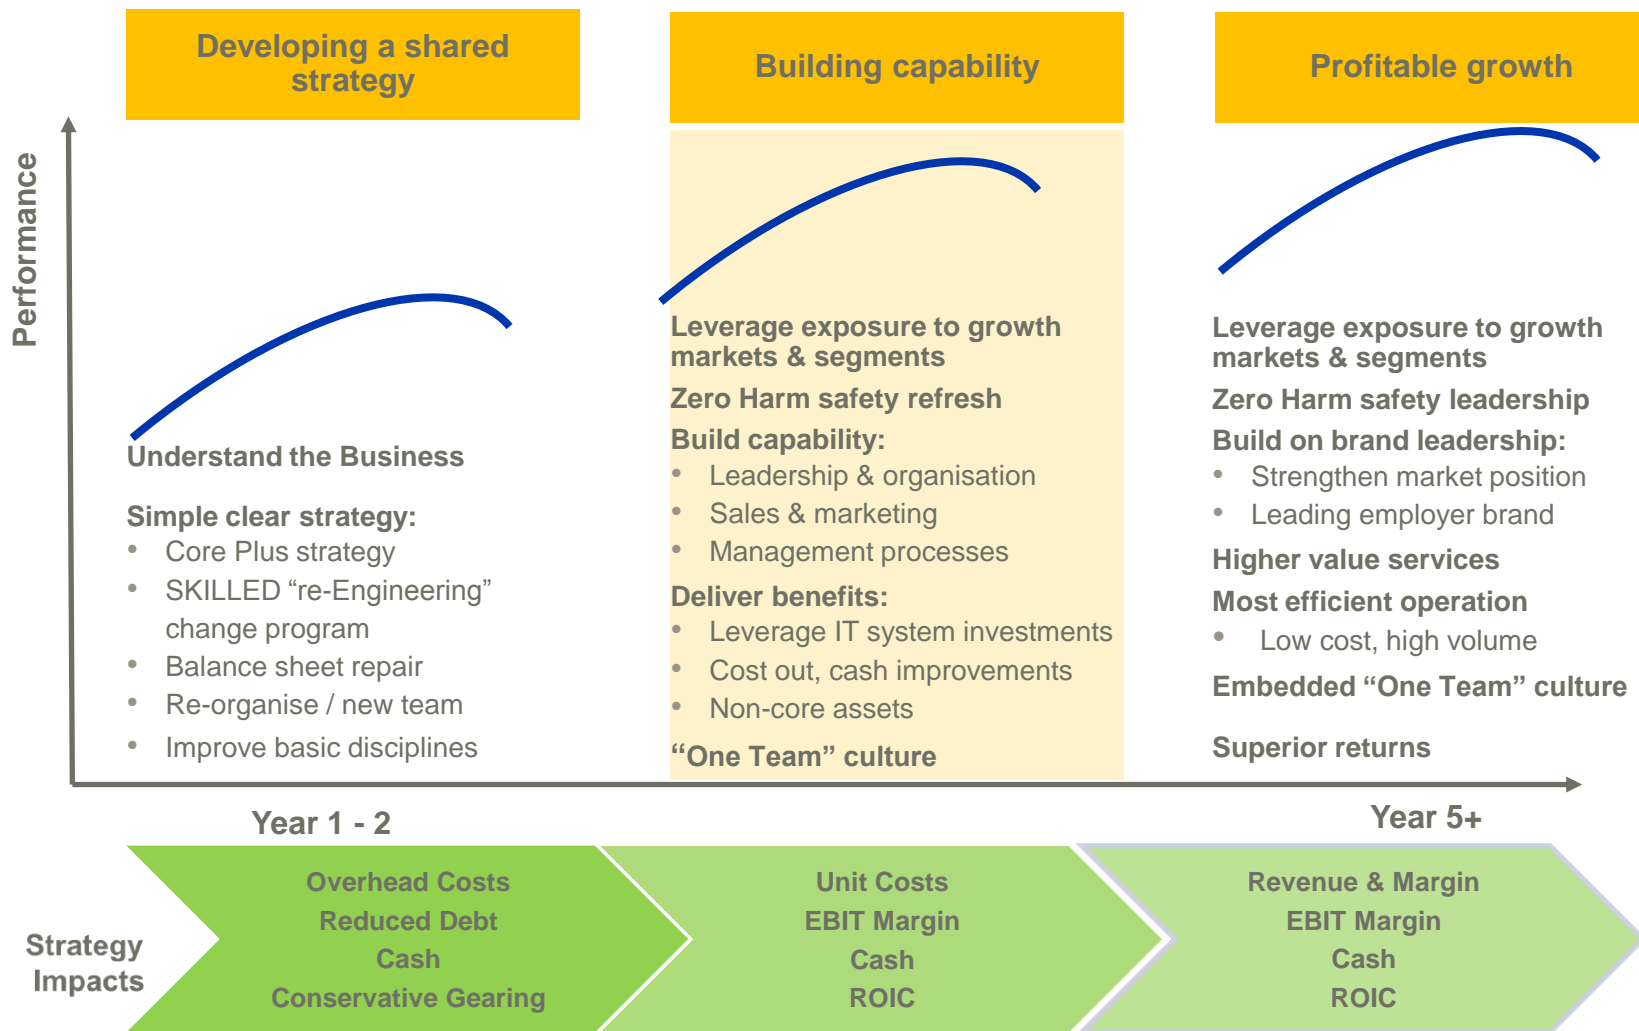 Developing a shared
strategy
Building capability
Profitable growth
Performance
Understand the Business
Simple clear strategy:
• Core Plus strategy
• SKILLED “re-Engineering”
change program
• Balance sheet repair
• Re-organise / new team
• Improve basic disciplines
Leverage exposure to growth
markets & segments
Zero Harm safety refresh
Build capability:
• Leadership & organisation
• Sales & marketing
• Management processes
Deliver benefits:
• Leverage IT system investments
• Cost out, cash improvements
• Non-core assets
“One Team” culture
Leverage exposure to growth
markets & segments
Zero Harm safety leadership
Build on brand leadership:
• Strengthen market position
• Leading employer brand
Higher value services
Most efficient operation
• Low cost, high volume
Embedded “One Team” culture
Superior returns
Year 1 - 2
Year 5+
Strategy
Impacts
Overhead Costs
Reduced Debt
Cash
Conservative Gearing
Unit Costs
EBIT Margin
Cash
ROIC
Revenue & Margin
EBIT Margin
Cash
ROIC